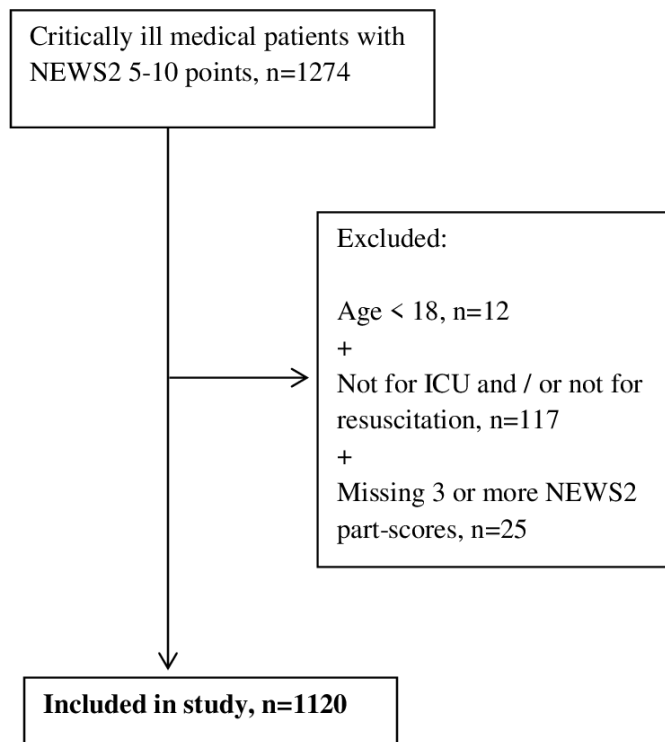 Critically ill medical patients with
NEWS2 5-10 points, n=1274
Excluded:
Age < 18, n=12
+
Not for ICU and / or not for
resuscitation, n=117
+
Missing 3 or more NEWS2
part-scores, n=25
Included in study, n=1120